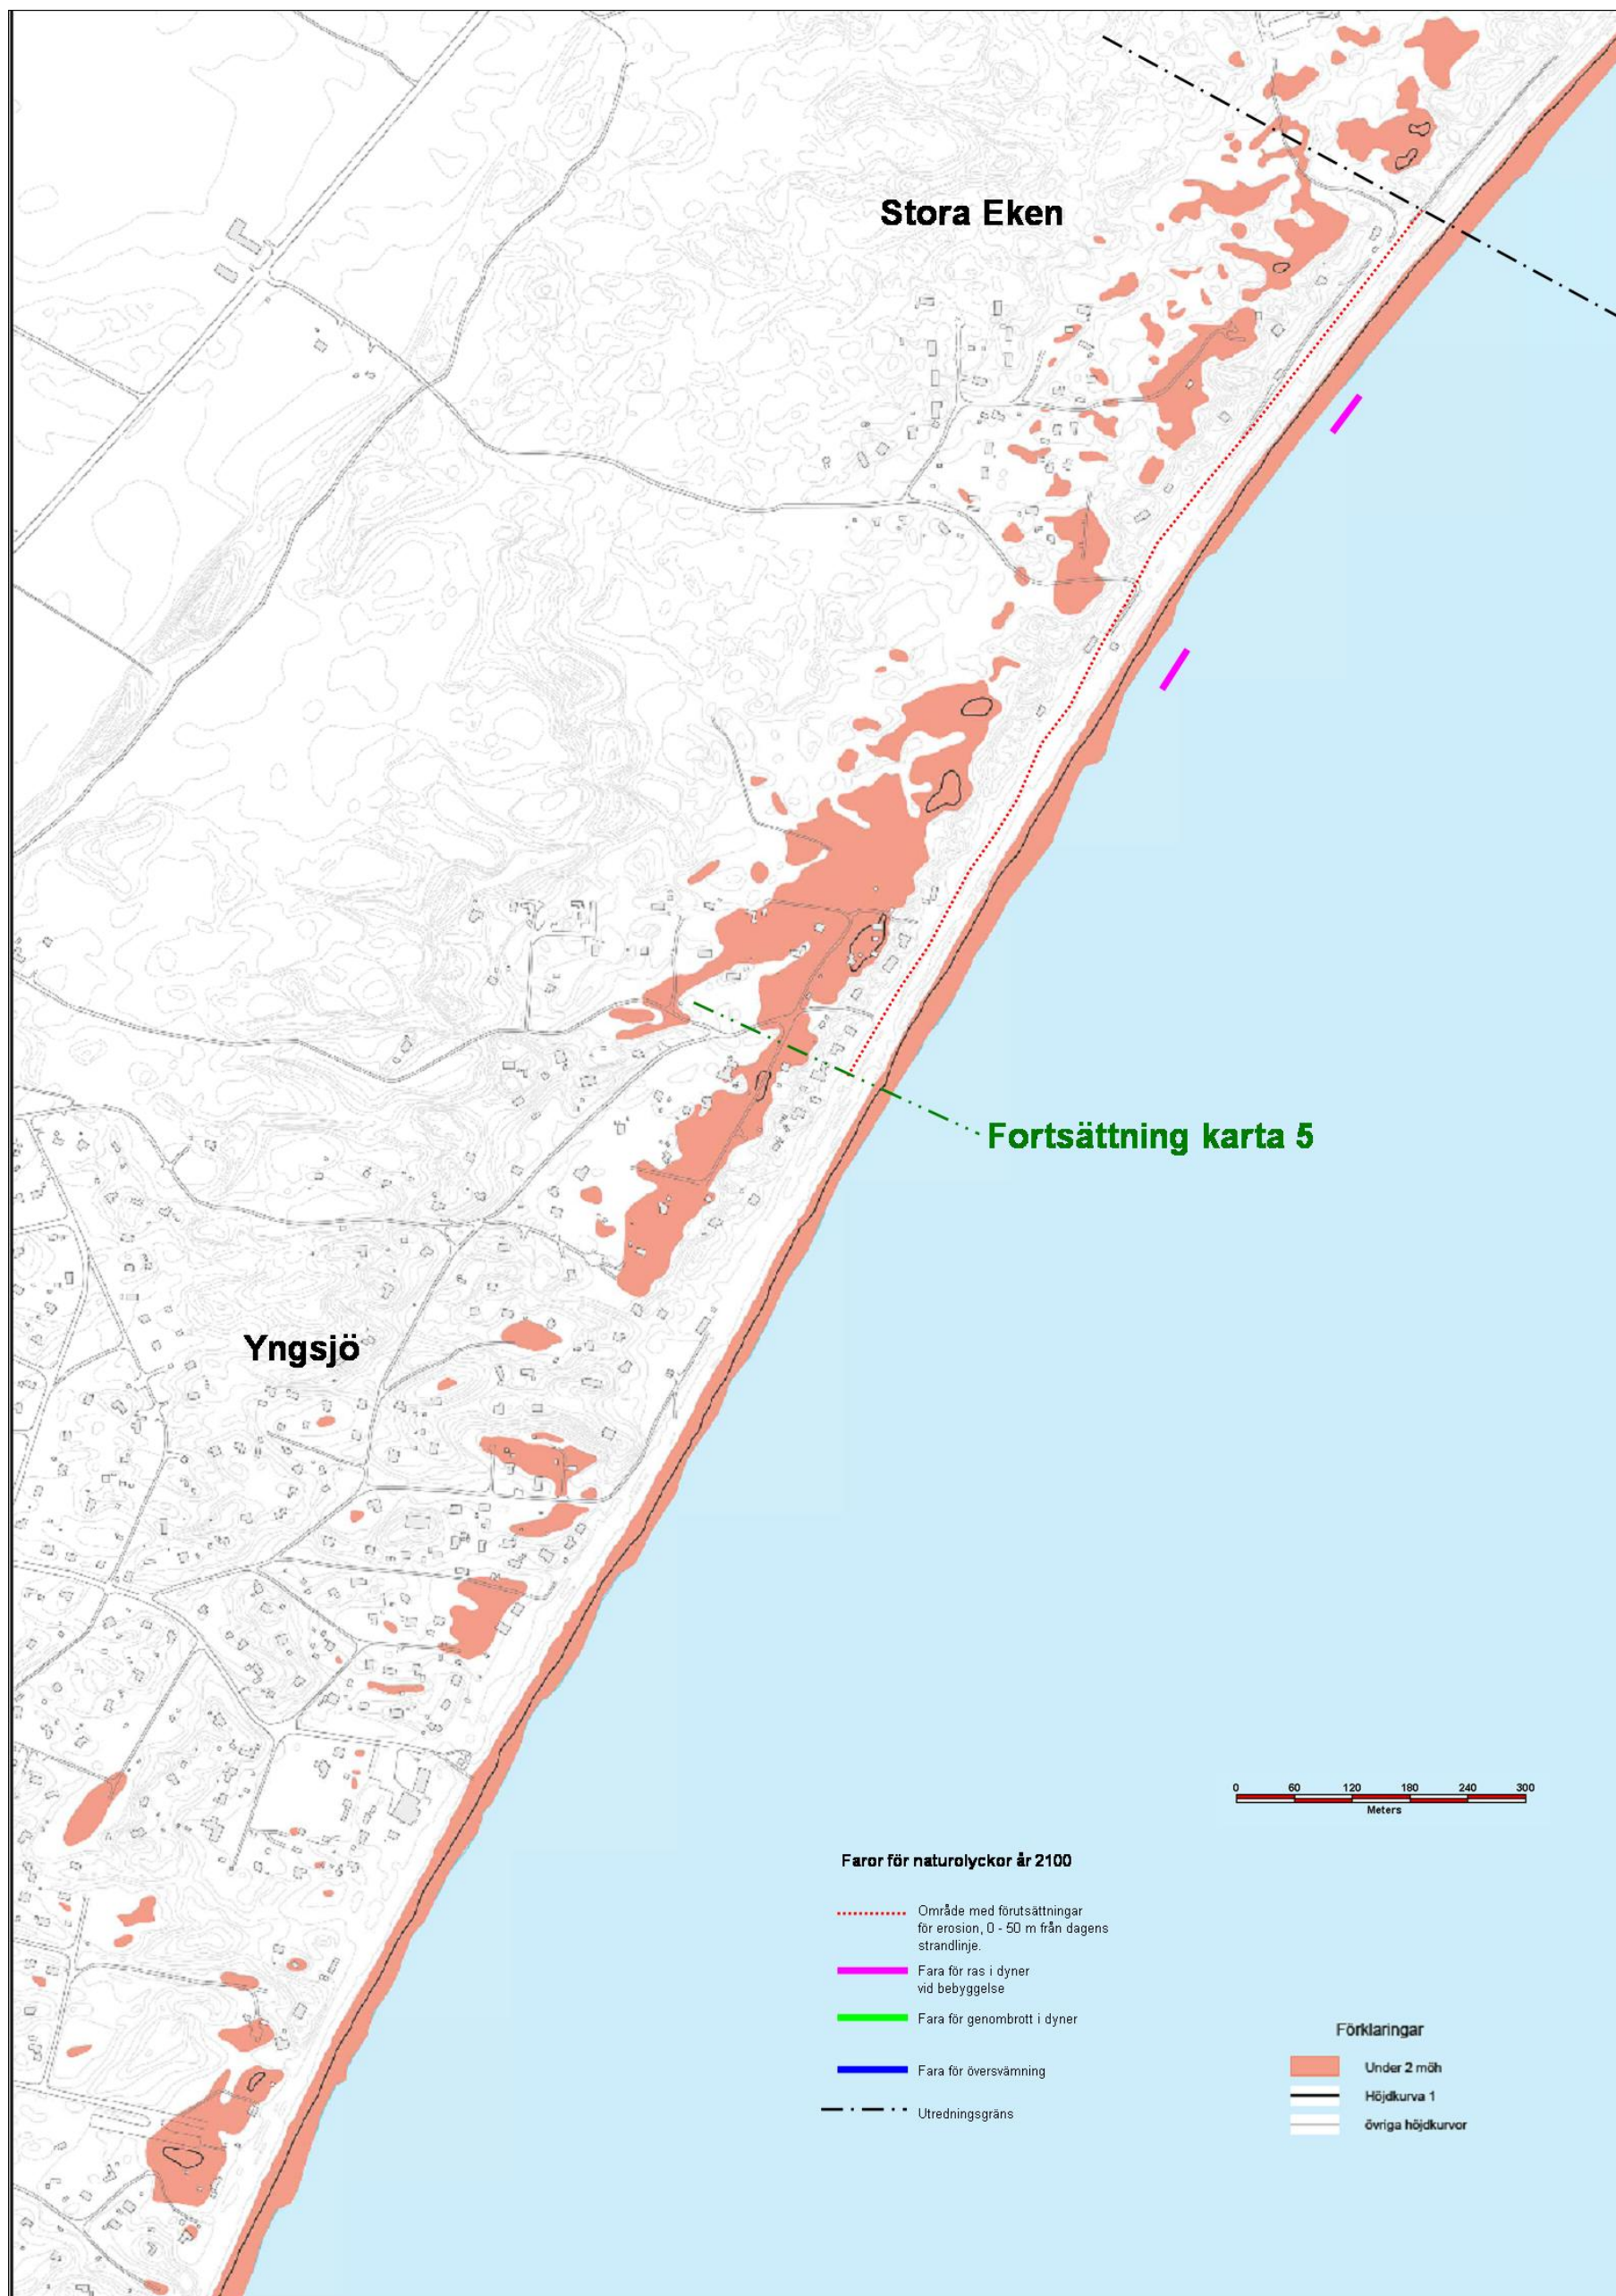 Stora Eken
Fortsättning karta 5
Yngsjö
0 60 120 180 240 300
Meters
Faror för naturolyckor år 2100
Område med förutsättningar
för erosion, 0 - 50 m från dagens
strandlinje.
Fara för ras i dyner
vid bebyggelse
Fara för genombrott i dyner
Fara för översvämning
Utredningsgräns
Förklaringar
Under 2 möh
Höjdkurva 1
övriga höjdkurvor